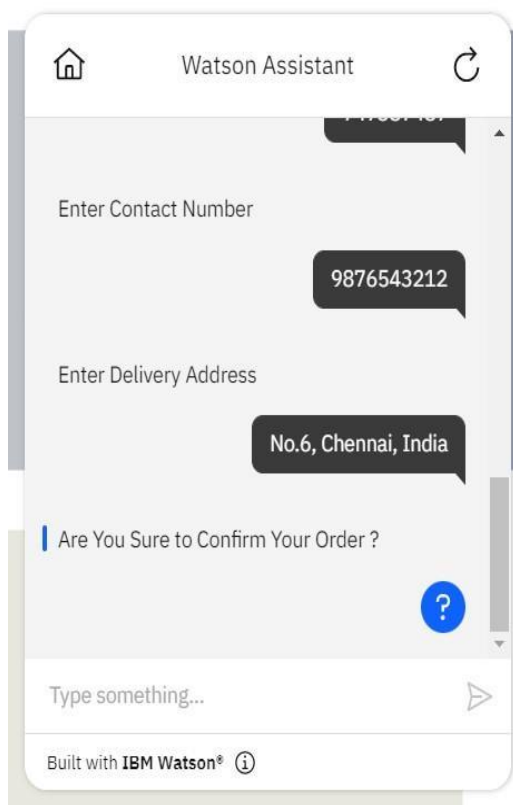 Watson Assistant
Enter Contact Number
9876543212
Enter Delivery Address
No.6, Chennai, India
Are You Sure to Confirm Your Order ?
?
Type something...
Built with IBM Watson®